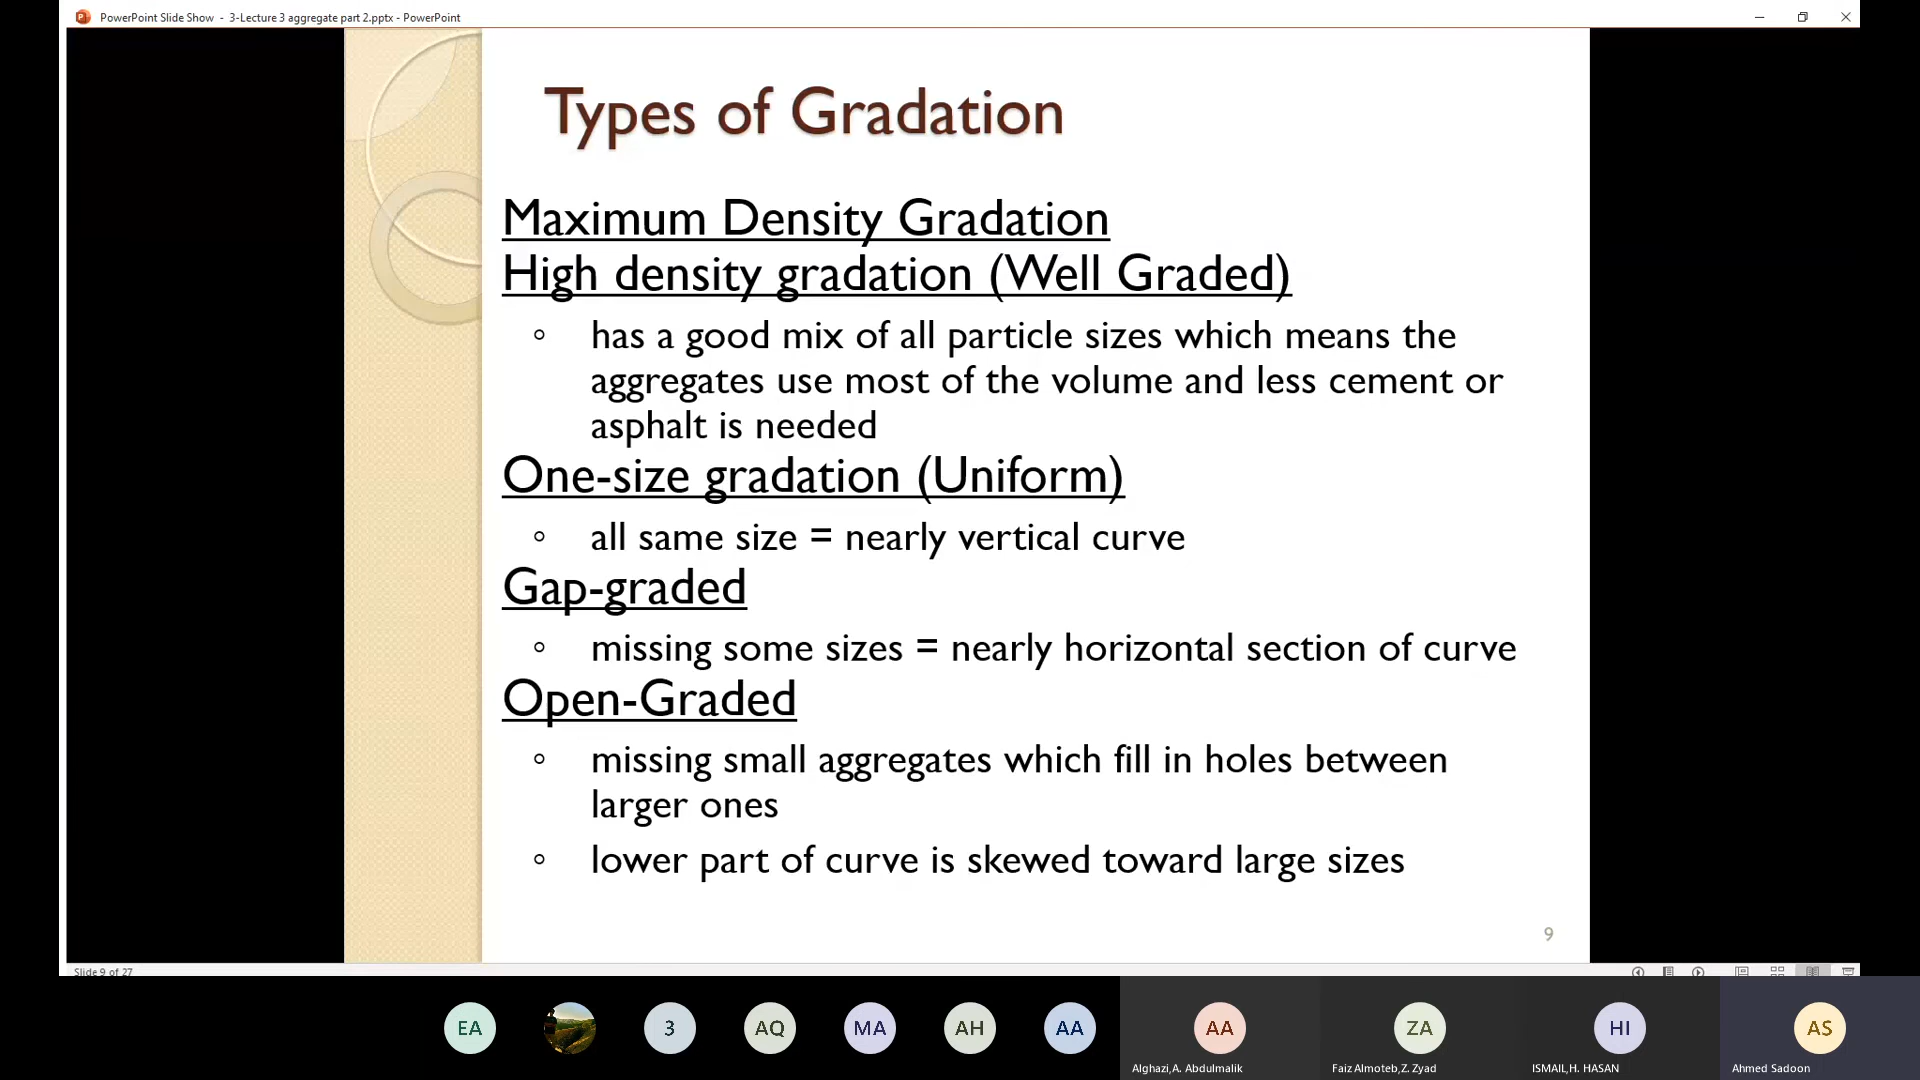 PowerPoint Slide Show - 3-Lecture 3 aggregate part 2.pptx - PowerPoint
Types of Gradation
Maximum Density Gradation
High density gradation (Well Graded)
◦ has a good mix of all particle sizes which means the
aggregates use most of the volume and less cement or
asphalt is needed
One-size gradation (Uniform)
◦ all same size = nearly vertical curve
Gap-graded
◦ missing some sizes = nearly horizontal section of curve
Open-Graded
◦ missing small aggregates which fill in holes between
larger ones
◦ lower part of curve is skewed toward large sizes
9
Slide 9 of 27
EA 3 AQ MA AH AA AA ZA HI AS
Alghazi,A. Abdulmalik Faiz Almoteb,Z. Zyad ISMAIL,H. HASAN Ahmed Sadoon